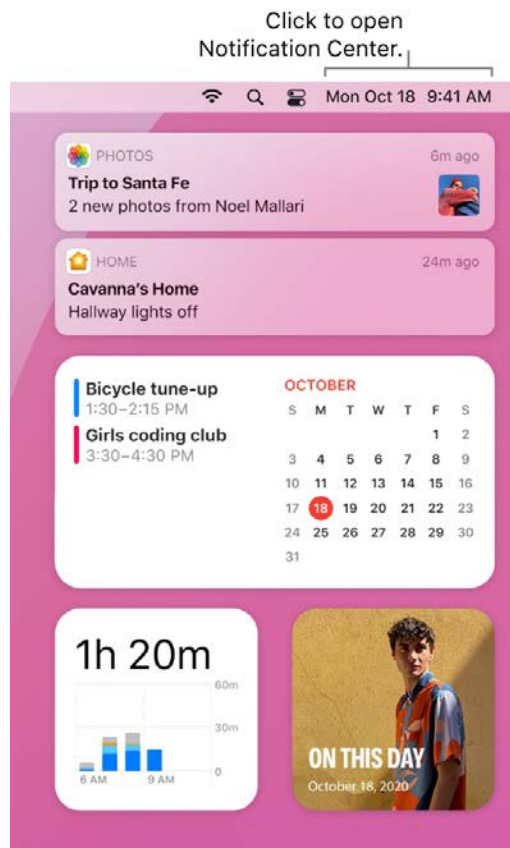 Click to open
Notification Center.
Mon Oct 18 9:41 AM
PHOTOS 6m ago
Trip to Santa Fe
2 new photos from Noel Mallari
HOME 24m ago
Cavanna's Home
Hallway lights off
Bicycle tune-up
1:30–2:15 PM
Girls coding club
3:30–4:30 PM
OCTOBER
S M T W T F S
1 2
3 4 5 6 7 8 9
10 11 12 13 14 15 16
17 18 19 20 21 22 23
24 25 26 27 28 29 30
31
1h 20m
60m
30m
0
6 AM 9 AM
ON THIS DAY
October 18, 2020